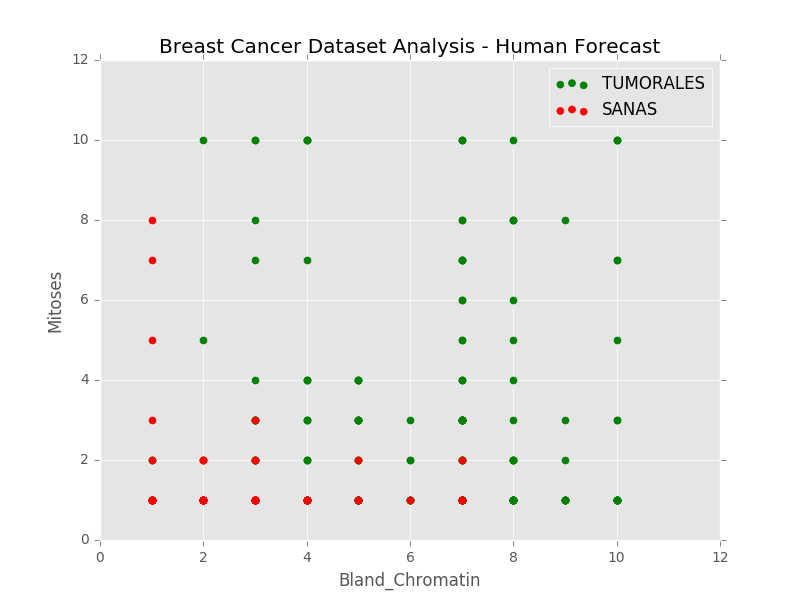 Breast Cancer Dataset Analysis - Human Forecast
TUMORALES
SANAS
12
10
8
6
4
2
0
Mitoses
0 2 4 6 8 10 12
Bland_Chromatin